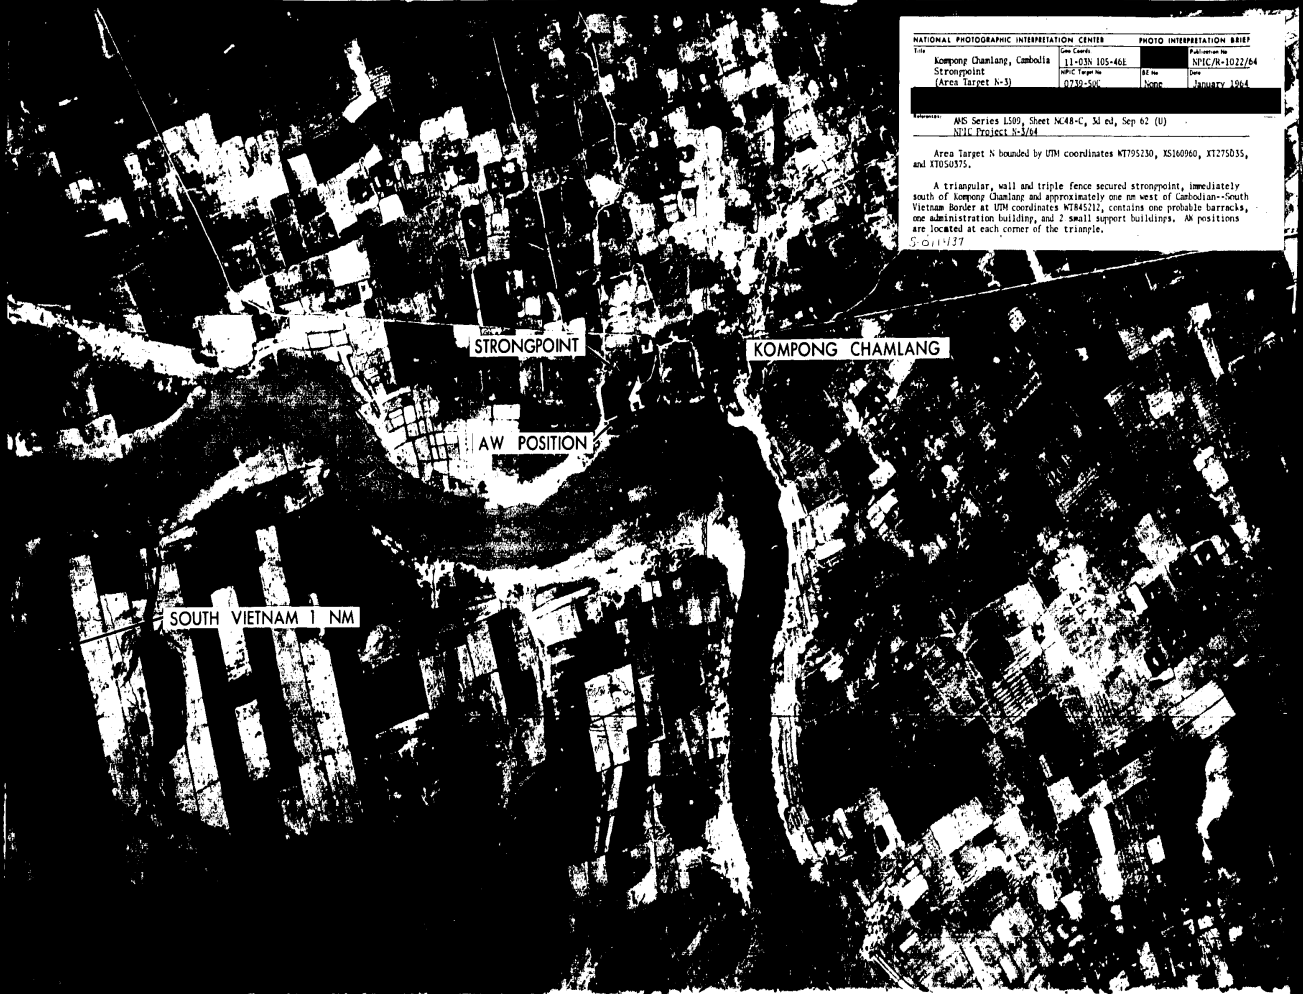 NATIONAL PHOTOGRAPHIC INTERPRETATION CENTER PHOTO INTERPRETATION BRIEF
Title Geo Coords Publication No
Kompong Chamlang, Cambodia 11-03N 105-46E NPIC/R-1022/64
Strongpoint NPIC Target No BE No Date
(Area Target N-3) 0739-50C None January 1964
References:
AMS Series L509, Sheet NC48-C, 3d ed, Sep 62 (U)
NPIC Project N-3/64
Area Target N bounded by UTM coordinates WT795230, XS160960, XT275035,
and XT050375.
A triangular, wall and triple fence secured strongpoint, immediately
south of Kompong Chamlang and approximately one nm west of Cambodian--South
Vietnam Border at UTM coordinates WT845212, contains one probable barracks,
one administration building, and 2 small support buildings. AW positions
are located at each corner of the triangle.
STRONGPOINT
KOMPONG CHAMLANG
AW POSITION
SOUTH VIETNAM 1 NM